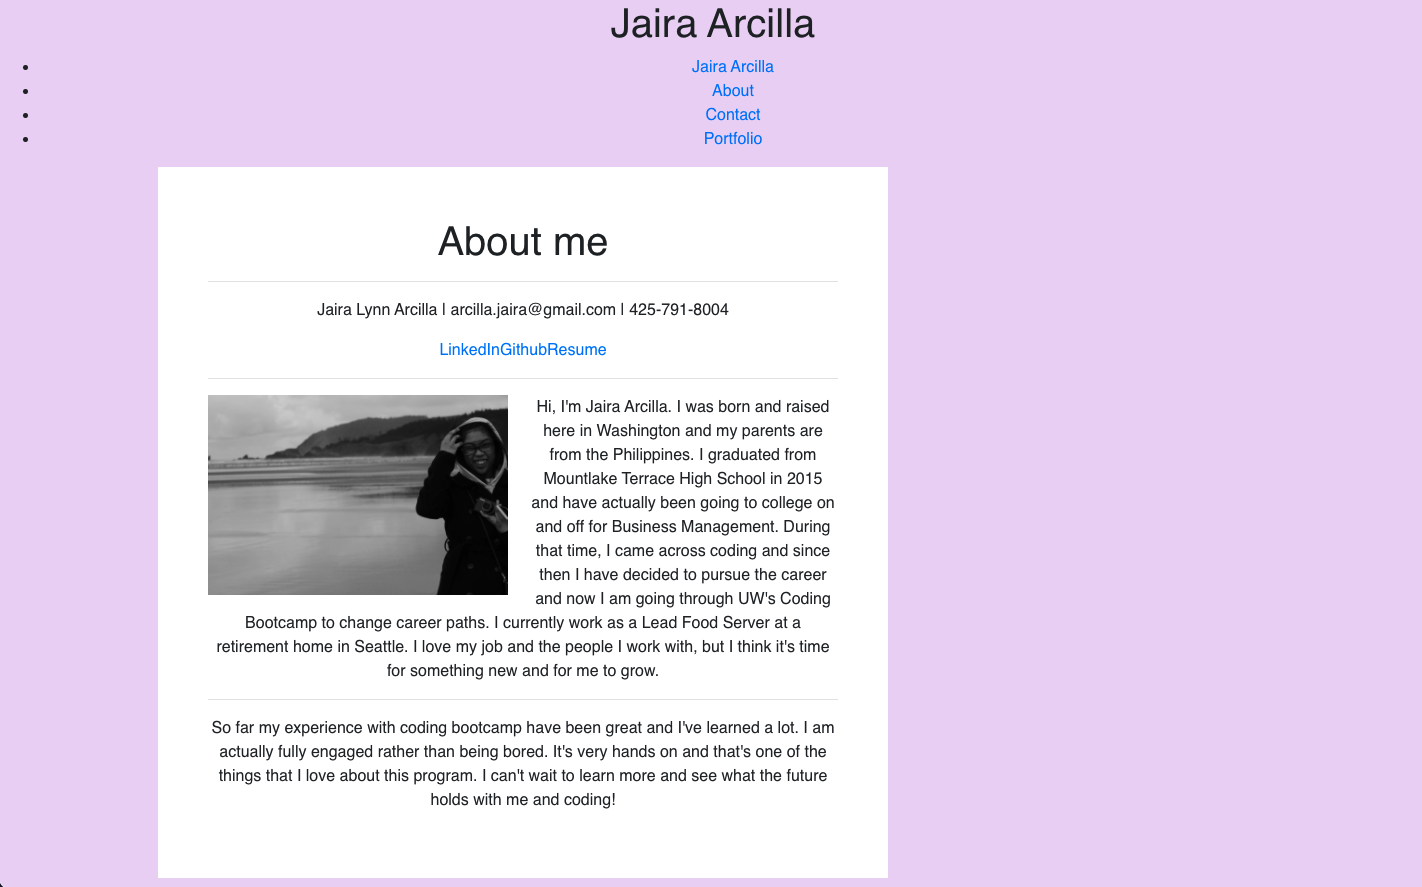 Jaira Arcilla
Jaira Arcilla
About
Contact
Portfolio
About me
Jaira Lynn Arcilla | arcilla.jaira@gmail.com | 425-791-8004
LinkedInGithubResume
Hi, I'm Jaira Arcilla. I was born and raised
here in Washington and my parents are
from the Philippines. I graduated from
Mountlake Terrace High School in 2015
and have actually been going to college on
and off for Business Management. During
that time, I came across coding and since
then I have decided to pursue the career
and now I am going through UW's Coding
Bootcamp to change career paths. I currently work as a Lead Food Server at a
retirement home in Seattle. I love my job and the people I work with, but I think it's time
for something new and for me to grow.
So far my experience with coding bootcamp have been great and I've learned a lot. I am
actually fully engaged rather than being bored. It's very hands on and that's one of the
things that I love about this program. I can't wait to learn more and see what the future
holds with me and coding!